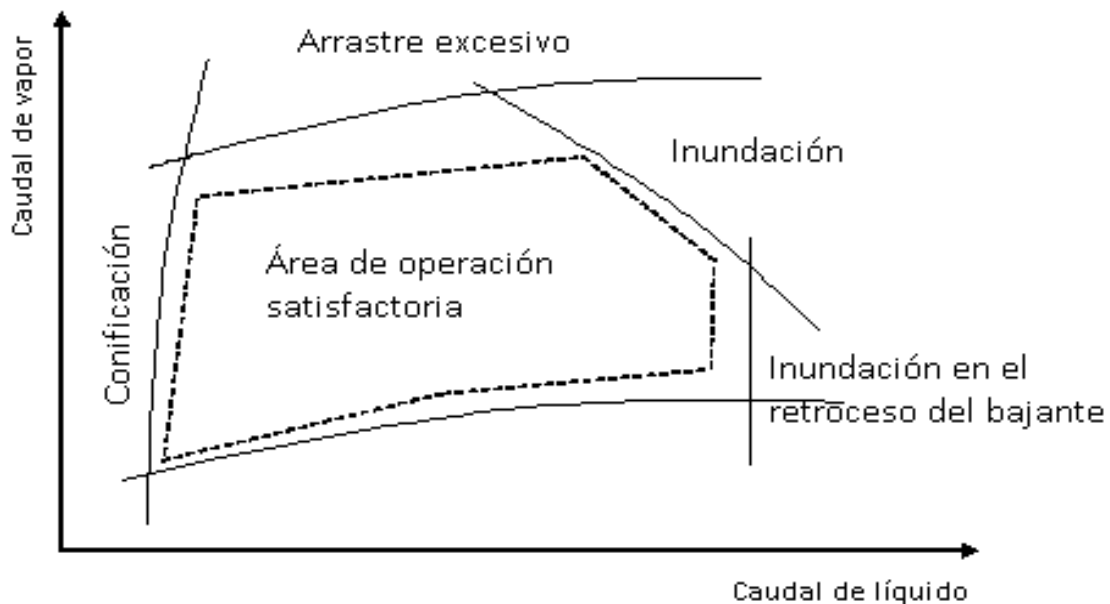 Arrastre excesivo
Caudal de vapor
Inundación
Conificación
Área de operación
satisfactoria
Inundación en el
retroceso del bajante
Caudal de líquido